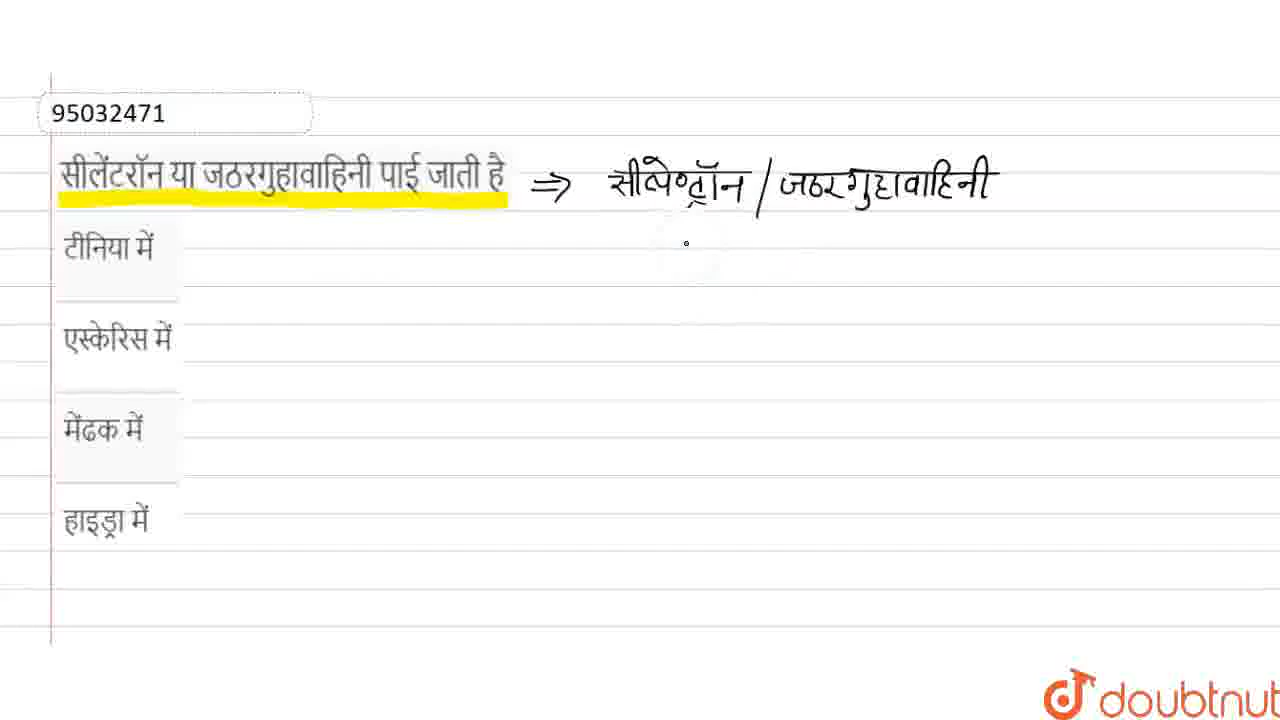 95032471
सीलेंटरॉन या जठरगुहावाहिनी पाई जाती है ⇒ सीलेण्ट्रॉन / जठरगुहावाहिनी
टीनिया में
एस्केरिस में
मेंढक में
हाइड्रा में
doubtnut